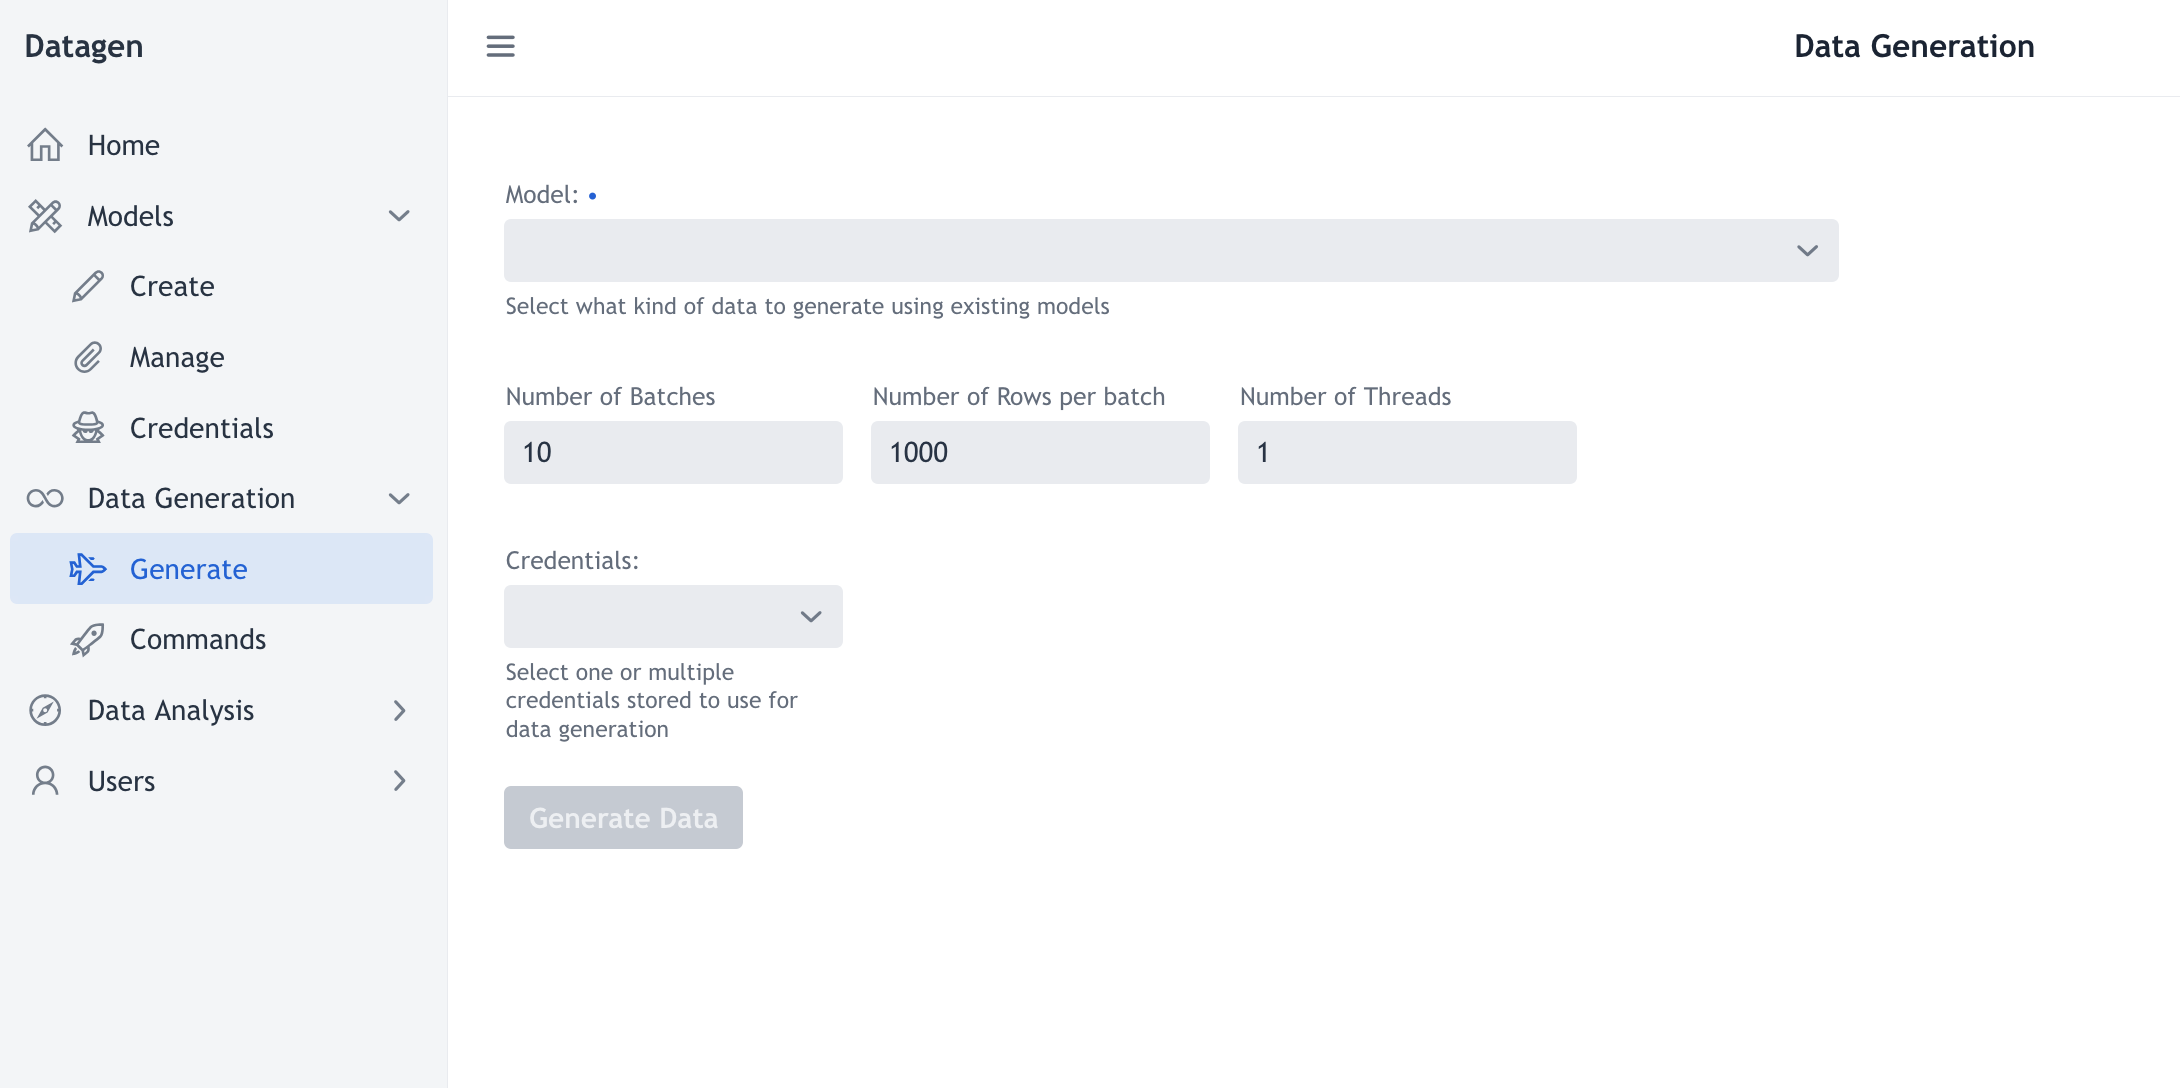 Datagen
Home
Models
Create
Manage
Credentials
Data Generation
Generate
Commands
Data Analysis
Users
Data Generation
Model: •
Select what kind of data to generate using existing models
Number of Batches
10
Number of Rows per batch
1000
Number of Threads
1
Credentials:
Select one or multiple
credentials stored to use for
data generation
Generate Data